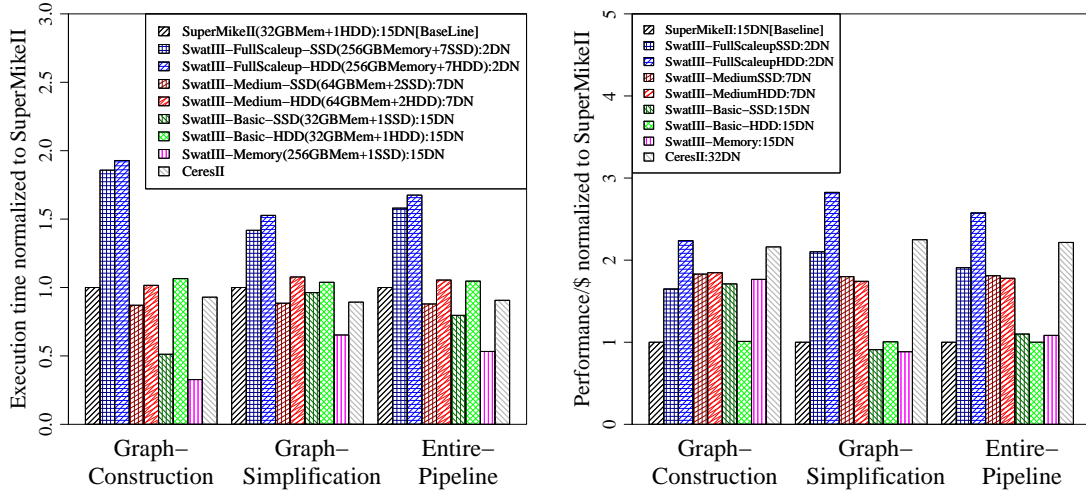 Execution time normalized to SuperMikeII
0.0
0.5
1.0
1.5
2.0
2.5
3.0
SuperMikeII(32GBMem+1HDD):15DN[BaseLine]
SwatIII−FullScaleup−SSD(256GBMemory+7SSD):2DN
SwatIII−FullScaleup−HDD(256GBMemory+7HDD):2DN
SwatIII−Medium−SSD(64GBMem+2SSD):7DN
SwatIII−Medium−HDD(64GBMem+2HDD):7DN
SwatIII−Basic−SSD(32GBMem+1SSD):15DN
SwatIII−Basic−HDD(32GBMem+1HDD):15DN
SwatIII−Memory(256GBMem+1SSD):15DN
CeresII
Graph−
Construction
Graph−
Simplification
Entire−
Pipeline
Performance/$ normalized to SuperMikeII
0
1
2
3
4
5
SuperMikeII:15DN[Baseline]
SwatIII−FullScaleupSSD:2DN
SwatIII−FullScaleupHDD:2DN
SwatIII−MediumSSD:7DN
SwatIII−MediumHDD:7DN
SwatIII−Basic−SSD:15DN
SwatIII−Basic−HDD:15DN
SwatIII−Memory:15DN
CeresII:32DN
Graph−
Construction
Graph−
Simplification
Entire−
Pipeline